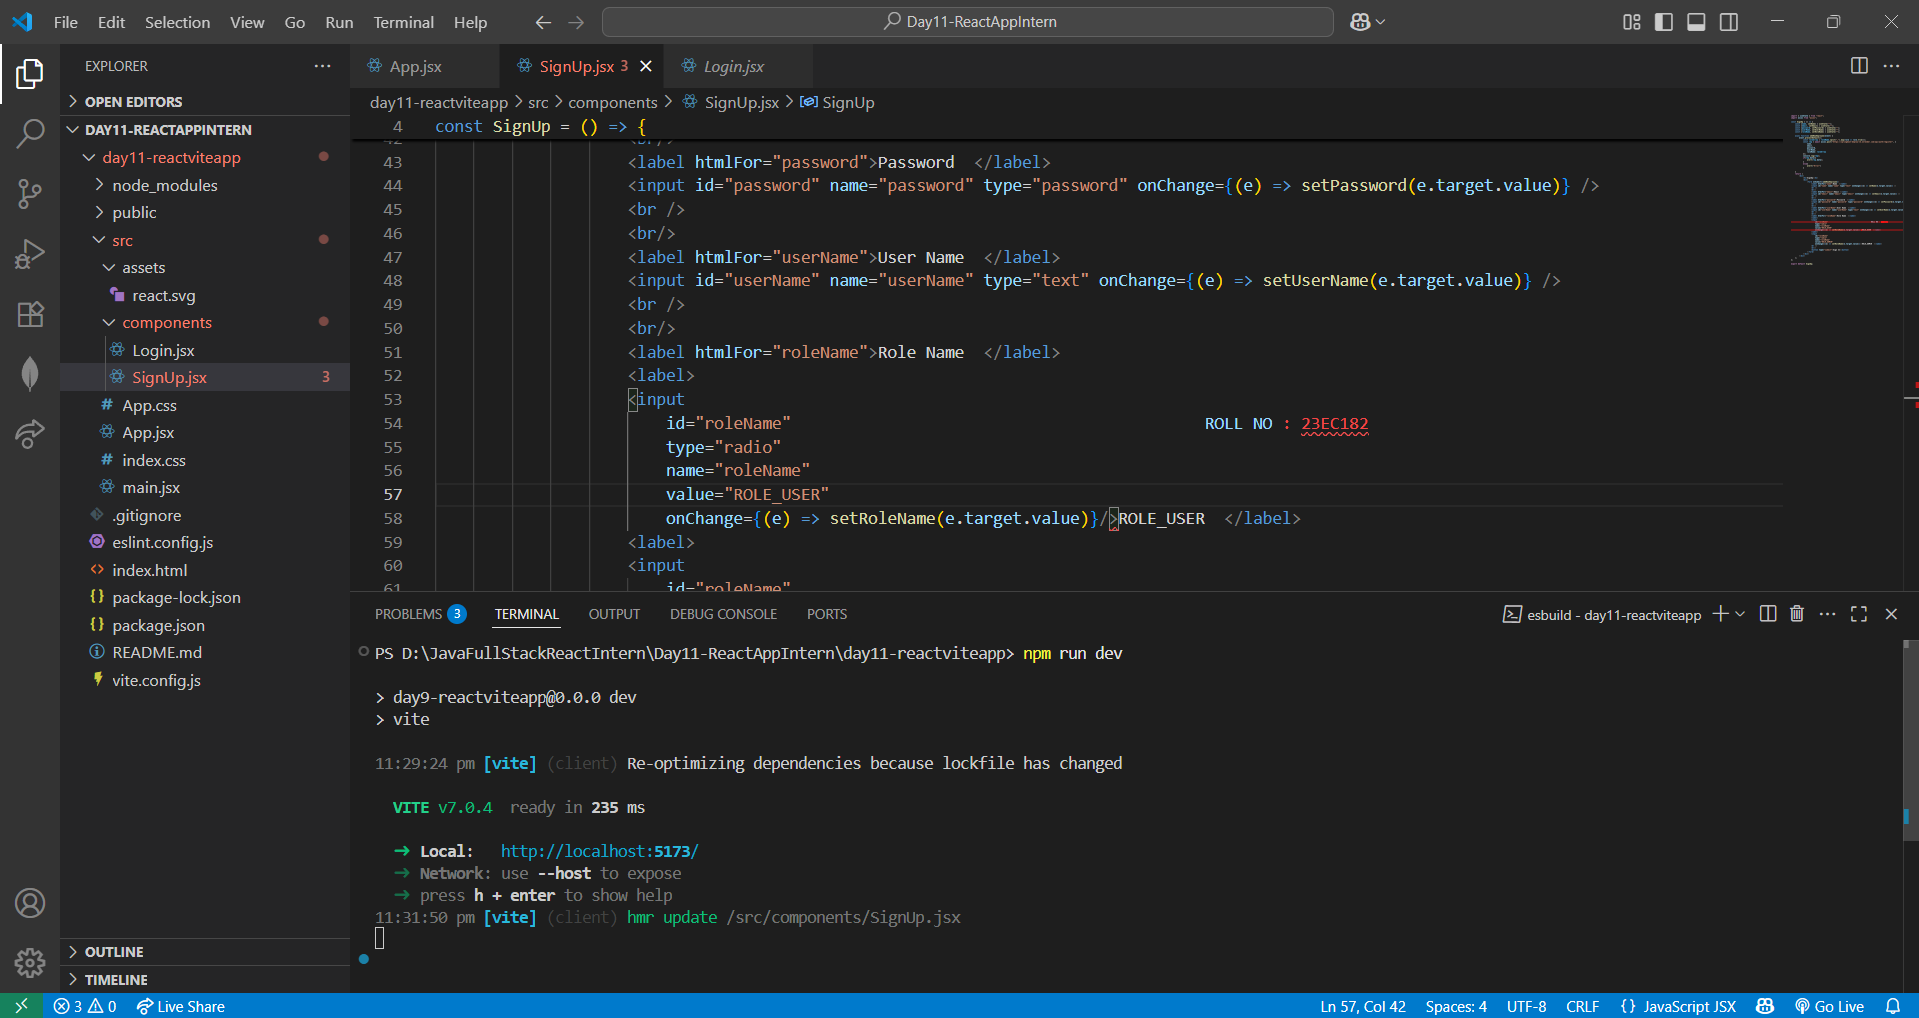 File Edit Selection View Go Run Terminal Help
Day11-ReactAppIntern
EXPLORER
OPEN EDITORS
DAY11-REACTAPPINTERN
day11-reactviteapp
node_modules
public
src
assets
react.svg
components
Login.jsx
SignUp.jsx 3
App.css
App.jsx
index.css
main.jsx
.gitignore
eslint.config.js
index.html
package-lock.json
package.json
README.md
vite.config.js
OUTLINE
TIMELINE
App.jsx SignUp.jsx 3 Login.jsx
day11-reactviteapp > src > components > SignUp.jsx > SignUp
4 const SignUp = () => {
42 <br/>
43 <label htmlFor="password">Password  </label>
44 <input id="password" name="password" type="password" onChange={(e) => setPassword(e.target.value)} />
45 <br />
46 <br/>
47 <label htmlFor="userName">User Name  </label>
48 <input id="userName" name="userName" type="text" onChange={(e) => setUserName(e.target.value)} />
49 <br />
50 <br/>
51 <label htmlFor="roleName">Role Name  </label>
52 <label>
53 <input
54 id="roleName" ROLL NO : 23EC182
55 type="radio"
56 name="roleName"
57 value="ROLE_USER"
58 onChange={(e) => setRoleName(e.target.value)}/>ROLE_USER  </label>
59 <label>
60 <input
61 id="roleName"
PROBLEMS 3 TERMINAL OUTPUT DEBUG CONSOLE PORTS
esbuild - day11-reactviteapp
PS D:\JavaFullStackReactIntern\Day11-ReactAppIntern\day11-reactviteapp> npm run dev
> day9-reactviteapp@0.0.0 dev
> vite
11:29:24 pm [vite] (client) Re-optimizing dependencies because lockfile has changed
VITE v7.0.4 ready in 235 ms
➜ Local: http://localhost:5173/
➜ Network: use --host to expose
➜ press h + enter to show help
11:31:50 pm [vite] (client) hmr update /src/components/SignUp.jsx
3 0 Live Share
Ln 57, Col 42 Spaces: 4 UTF-8 CRLF {} JavaScript JSX Go Live